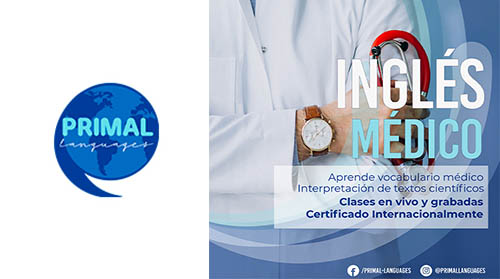 PRIMAL
Languages
INGLÉS
MÉDICO
Aprende vocabulario médico
Interpretación de textos científicos
Clases en vivo y grabadas
Certificado Internacionalmente
/PRIMAL-LANGUAGES
@PRIMALLANGUAGES